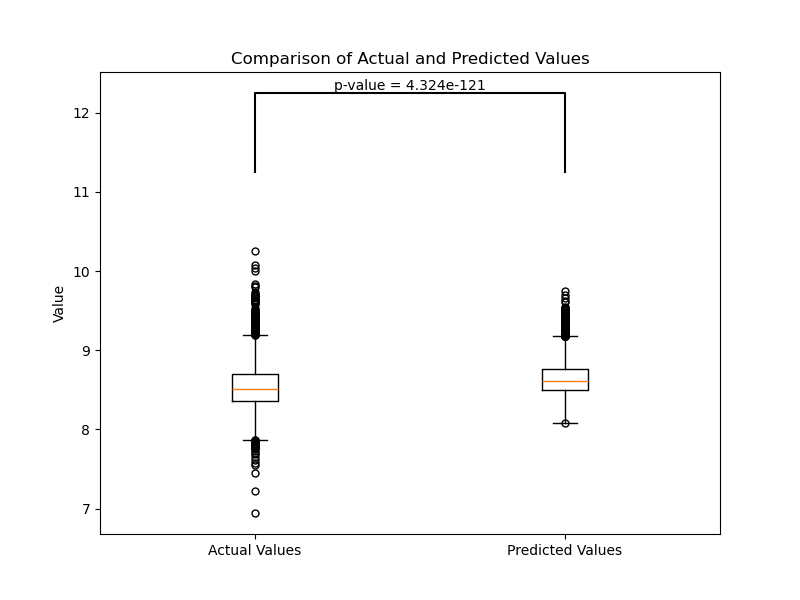 Comparison of Actual and Predicted Values
p-value = 4.324e-121
12
11
10
9
8
7
Value
Actual Values
Predicted Values